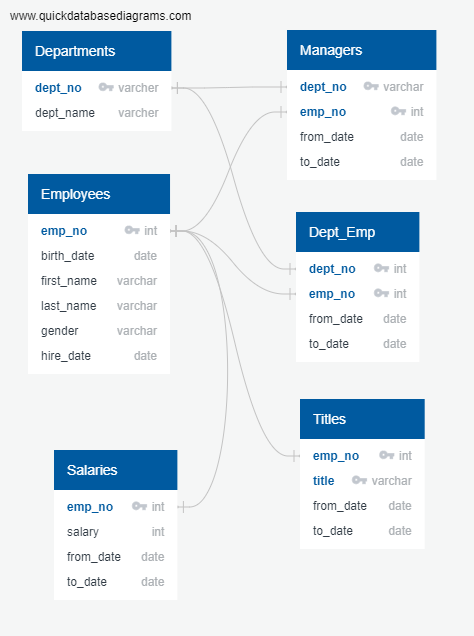 www.quickdatabasediagrams.com
Departments
dept_no varcher
dept_name varcher
Managers
dept_no varchar
emp_no int
from_date date
to_date date
Employees
emp_no int
birth_date date
first_name varchar
last_name varchar
gender varchar
hire_date date
Dept_Emp
dept_no int
emp_no int
from_date date
to_date date
Titles
emp_no int
title varchar
from_date date
to_date date
Salaries
emp_no int
salary int
from_date date
to_date date